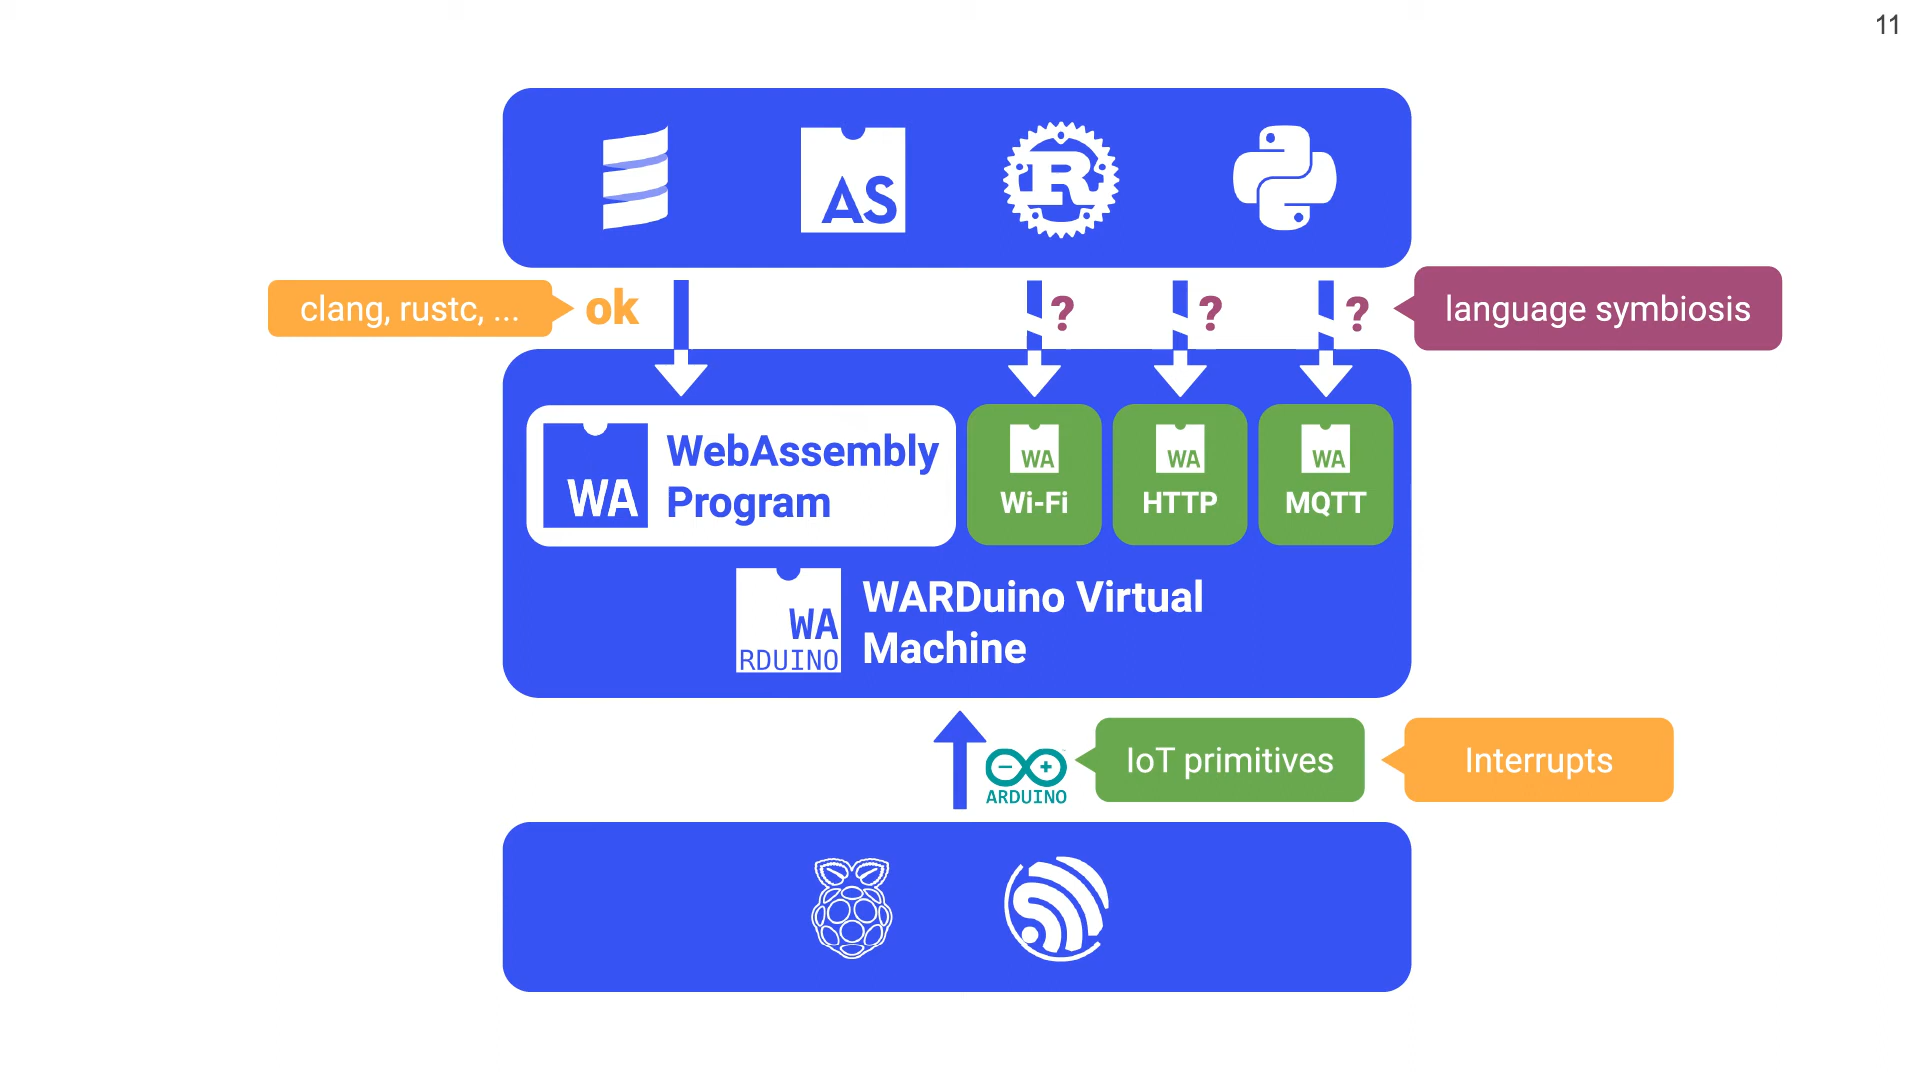 11
AS
R
clang, rustc, ...
ok
?
?
?
language symbiosis
WA
WebAssembly
Program
WA
Wi-Fi
WA
HTTP
WA
MQTT
WA
RDUINO
WARDuino Virtual
Machine
ARDUINO
IoT primitives
Interrupts